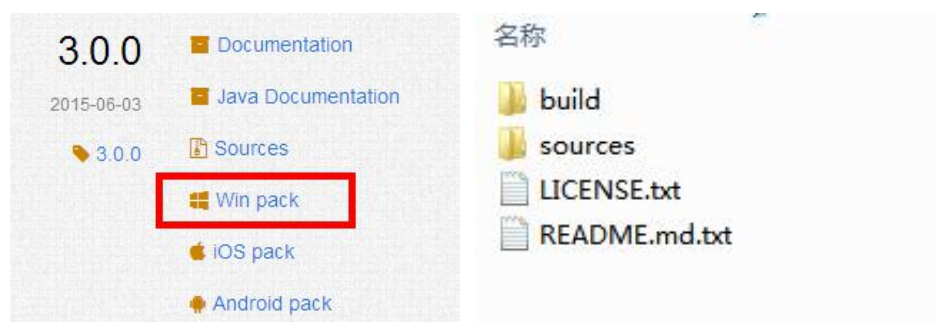 3.0.0
2015-06-03
3.0.0
Documentation
Java Documentation
Sources
Win pack
iOS pack
Android pack
名称
build
sources
LICENSE.txt
README.md.txt